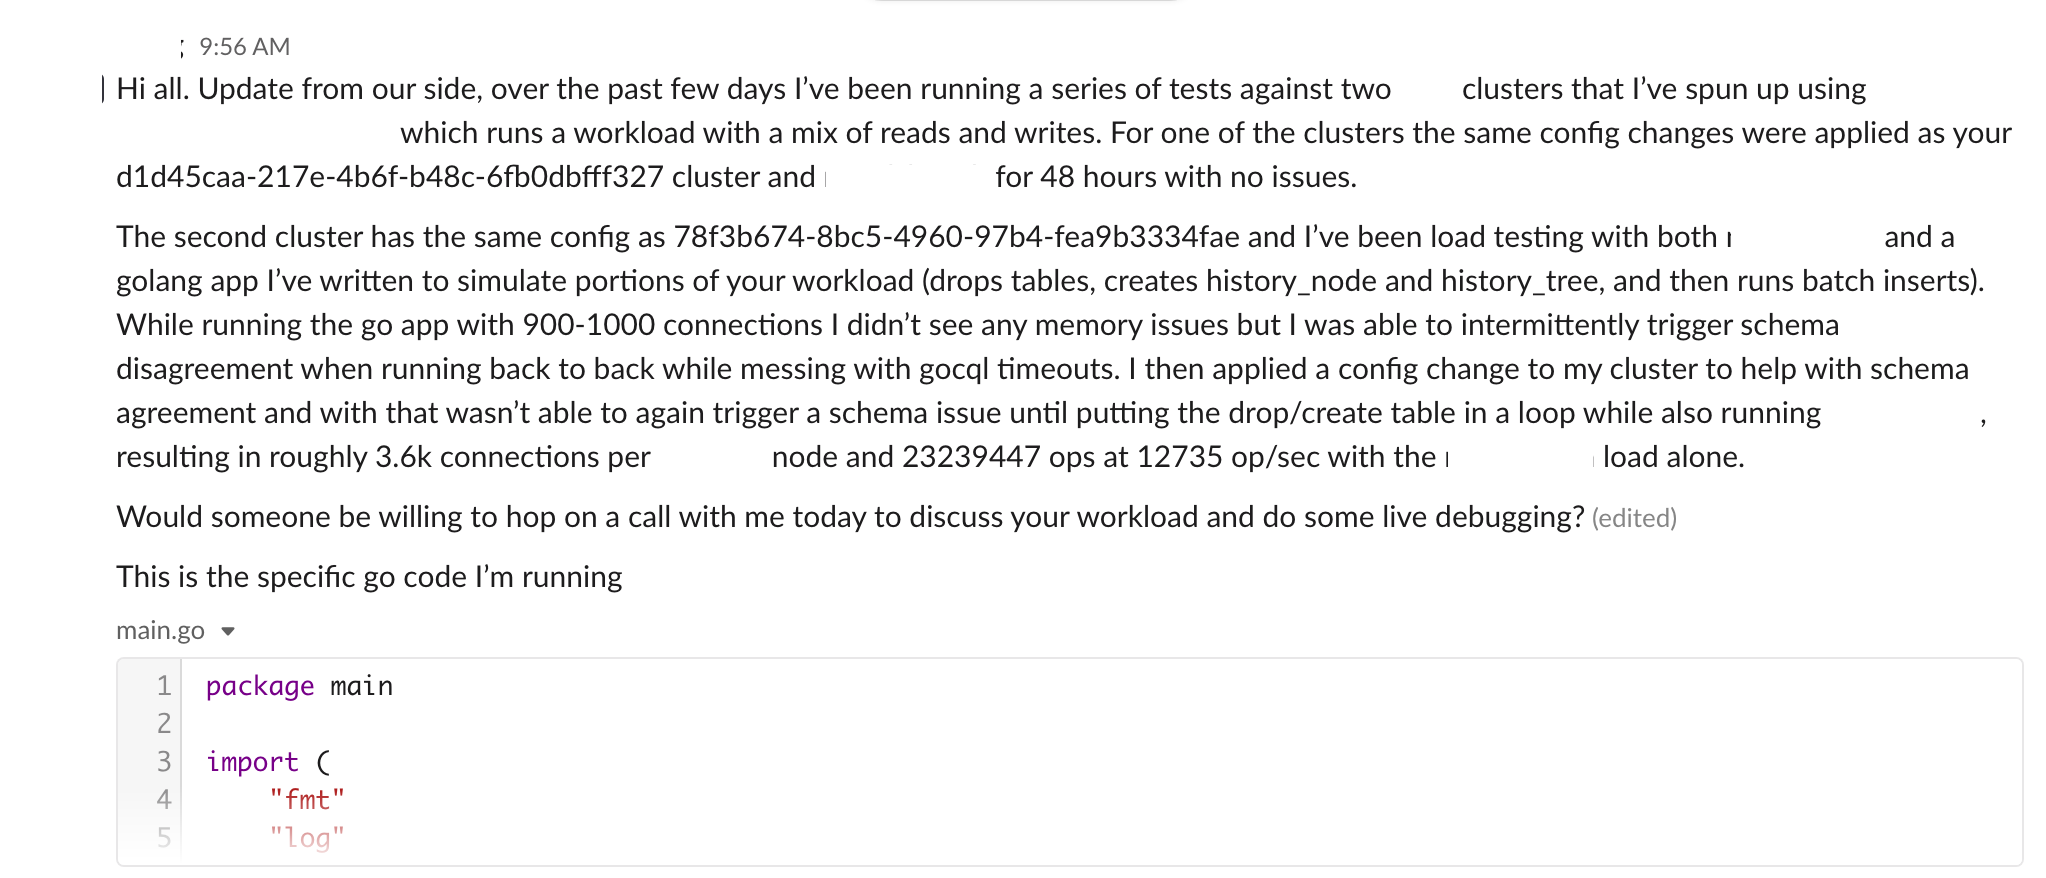 9:56 AM
Hi all. Update from our side, over the past few days I’ve been running a series of tests against two clusters that I’ve spun up using
which runs a workload with a mix of reads and writes. For one of the clusters the same config changes were applied as your
d1d45caa-217e-4b6f-b48c-6fb0dbfff327 cluster and for 48 hours with no issues.
The second cluster has the same config as 78f3b674-8bc5-4960-97b4-fea9b3334fae and I’ve been load testing with both and a
golang app I’ve written to simulate portions of your workload (drops tables, creates history_node and history_tree, and then runs batch inserts).
While running the go app with 900-1000 connections I didn’t see any memory issues but I was able to intermittently trigger schema
disagreement when running back to back while messing with gocql timeouts. I then applied a config change to my cluster to help with schema
agreement and with that wasn’t able to again trigger a schema issue until putting the drop/create table in a loop while also running ,
resulting in roughly 3.6k connections per node and 23239447 ops at 12735 op/sec with the load alone.
Would someone be willing to hop on a call with me today to discuss your workload and do some live debugging? (edited)
This is the specific go code I’m running
main.go
1 package main
2
3 import (
4 "fmt"
5 "log"